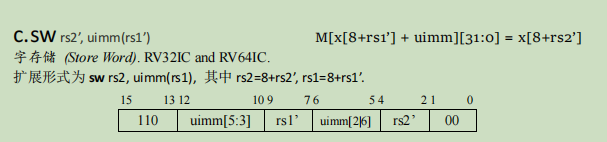 C.SW rs2’, uimm(rs1’) M[x[8+rs1’] + uimm][31:0] = x[8+rs2’]
字存储 (Store Word). RV32IC and RV64IC.
扩展形式为 sw rs2, uimm(rs1), 其中 rs2=8+rs2’, rs1=8+rs1’.
15 13 12 10 9 7 6 5 4 2 1 0
110 uimm[5:3] rs1’ uimm[2|6] rs2’ 00